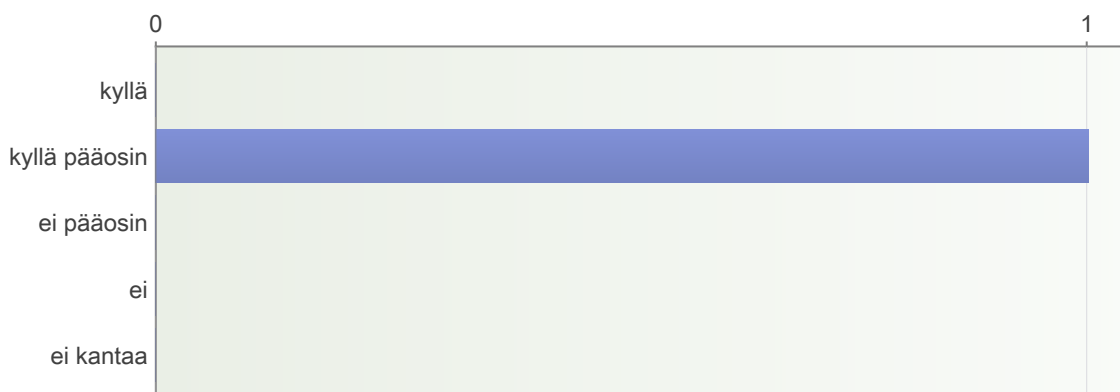 0 1
kyllä
kyllä pääosin
ei pääosin
ei
ei kantaa